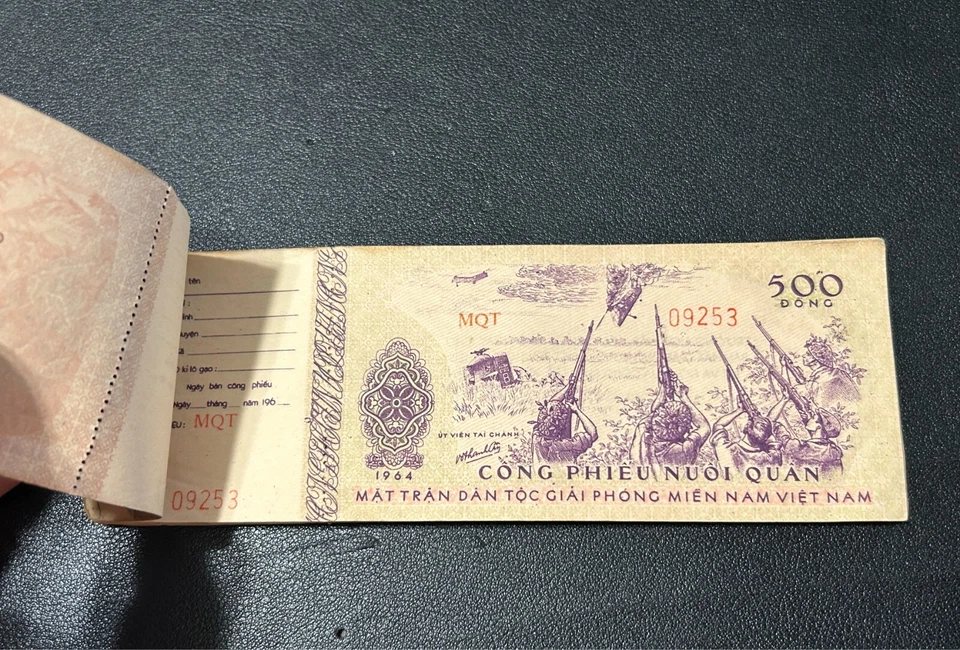 tên
ỉnh
uyện
ã
kí lô gạo:
Ngày bán công phiếu
Ngày tháng năm 196
ỆU: MQT
09253
500
ĐỒNG
MQT
09253
ỦY VIÊN TÀI CHÁNH
1964
CÔNG PHIẾU NUÔI QUÂN
MẶT TRẬN DÂN TỘC GIẢI PHÓNG MIỀN NAM VIỆT NAM